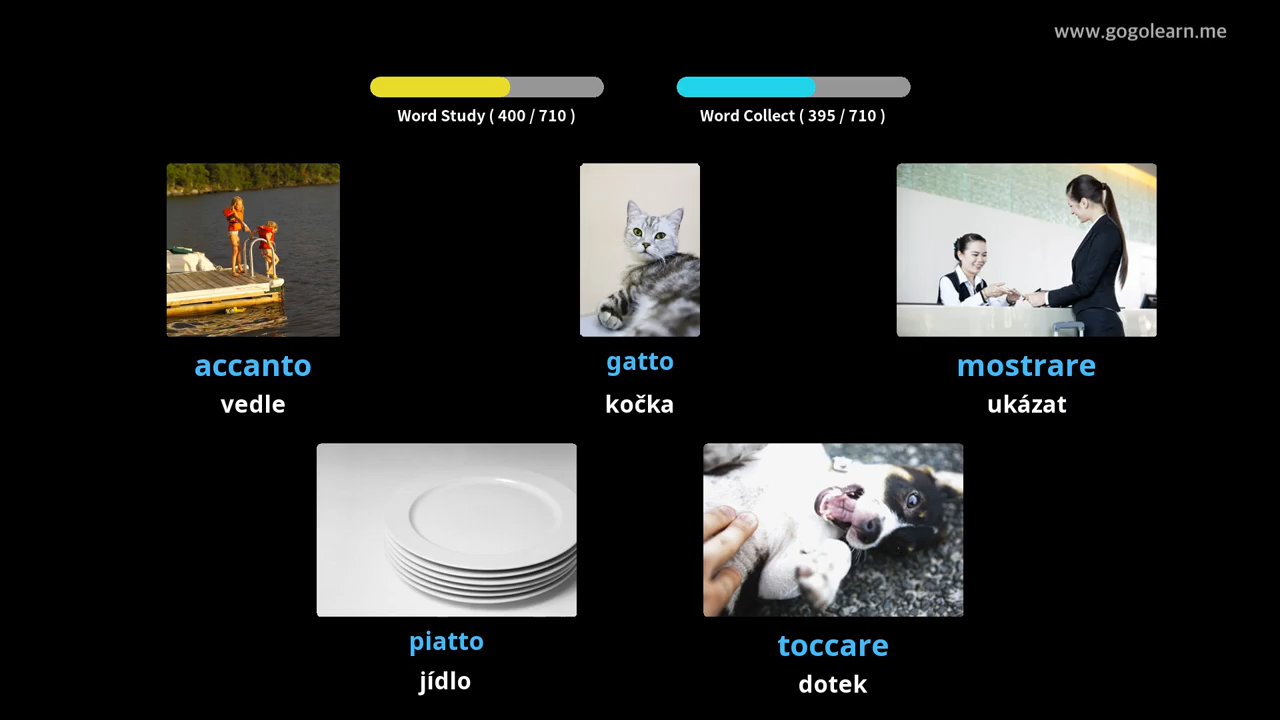 www.gogolearn.me
Word Study ( 400 / 710 )
Word Collect ( 395 / 710 )
accanto
vedle
gatto
kočka
mostrare
ukázat
piatto
jídlo
toccare
dotek